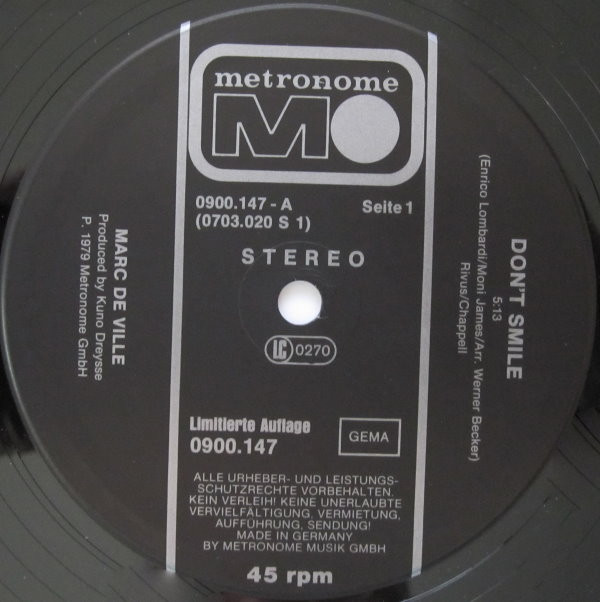 metronome
MO
0900.147 - A
(0703.020 S 1)
Seite 1
STEREO
LC 0270
Limitierte Auflage
0900.147
GEMA
ALLE URHEBER- UND LEISTUNGS-
SCHUTZRECHTE VORBEHALTEN.
KEIN VERLEIH! KEINE UNERLAUBTE
VERVIELFÄLTIGUNG, VERMIETUNG,
AUFFÜHRUNG, SENDUNG!
MADE IN GERMANY
BY METRONOME MUSIK GMBH
45 rpm
DON'T SMILE
5:13
(Enrico Lombardi/Moni James/Arr. Werner Becker)
Rivus/Chappell
MARC DE VILLE
Produced by Kuno Dreysse
P. 1979 Metronome GmbH